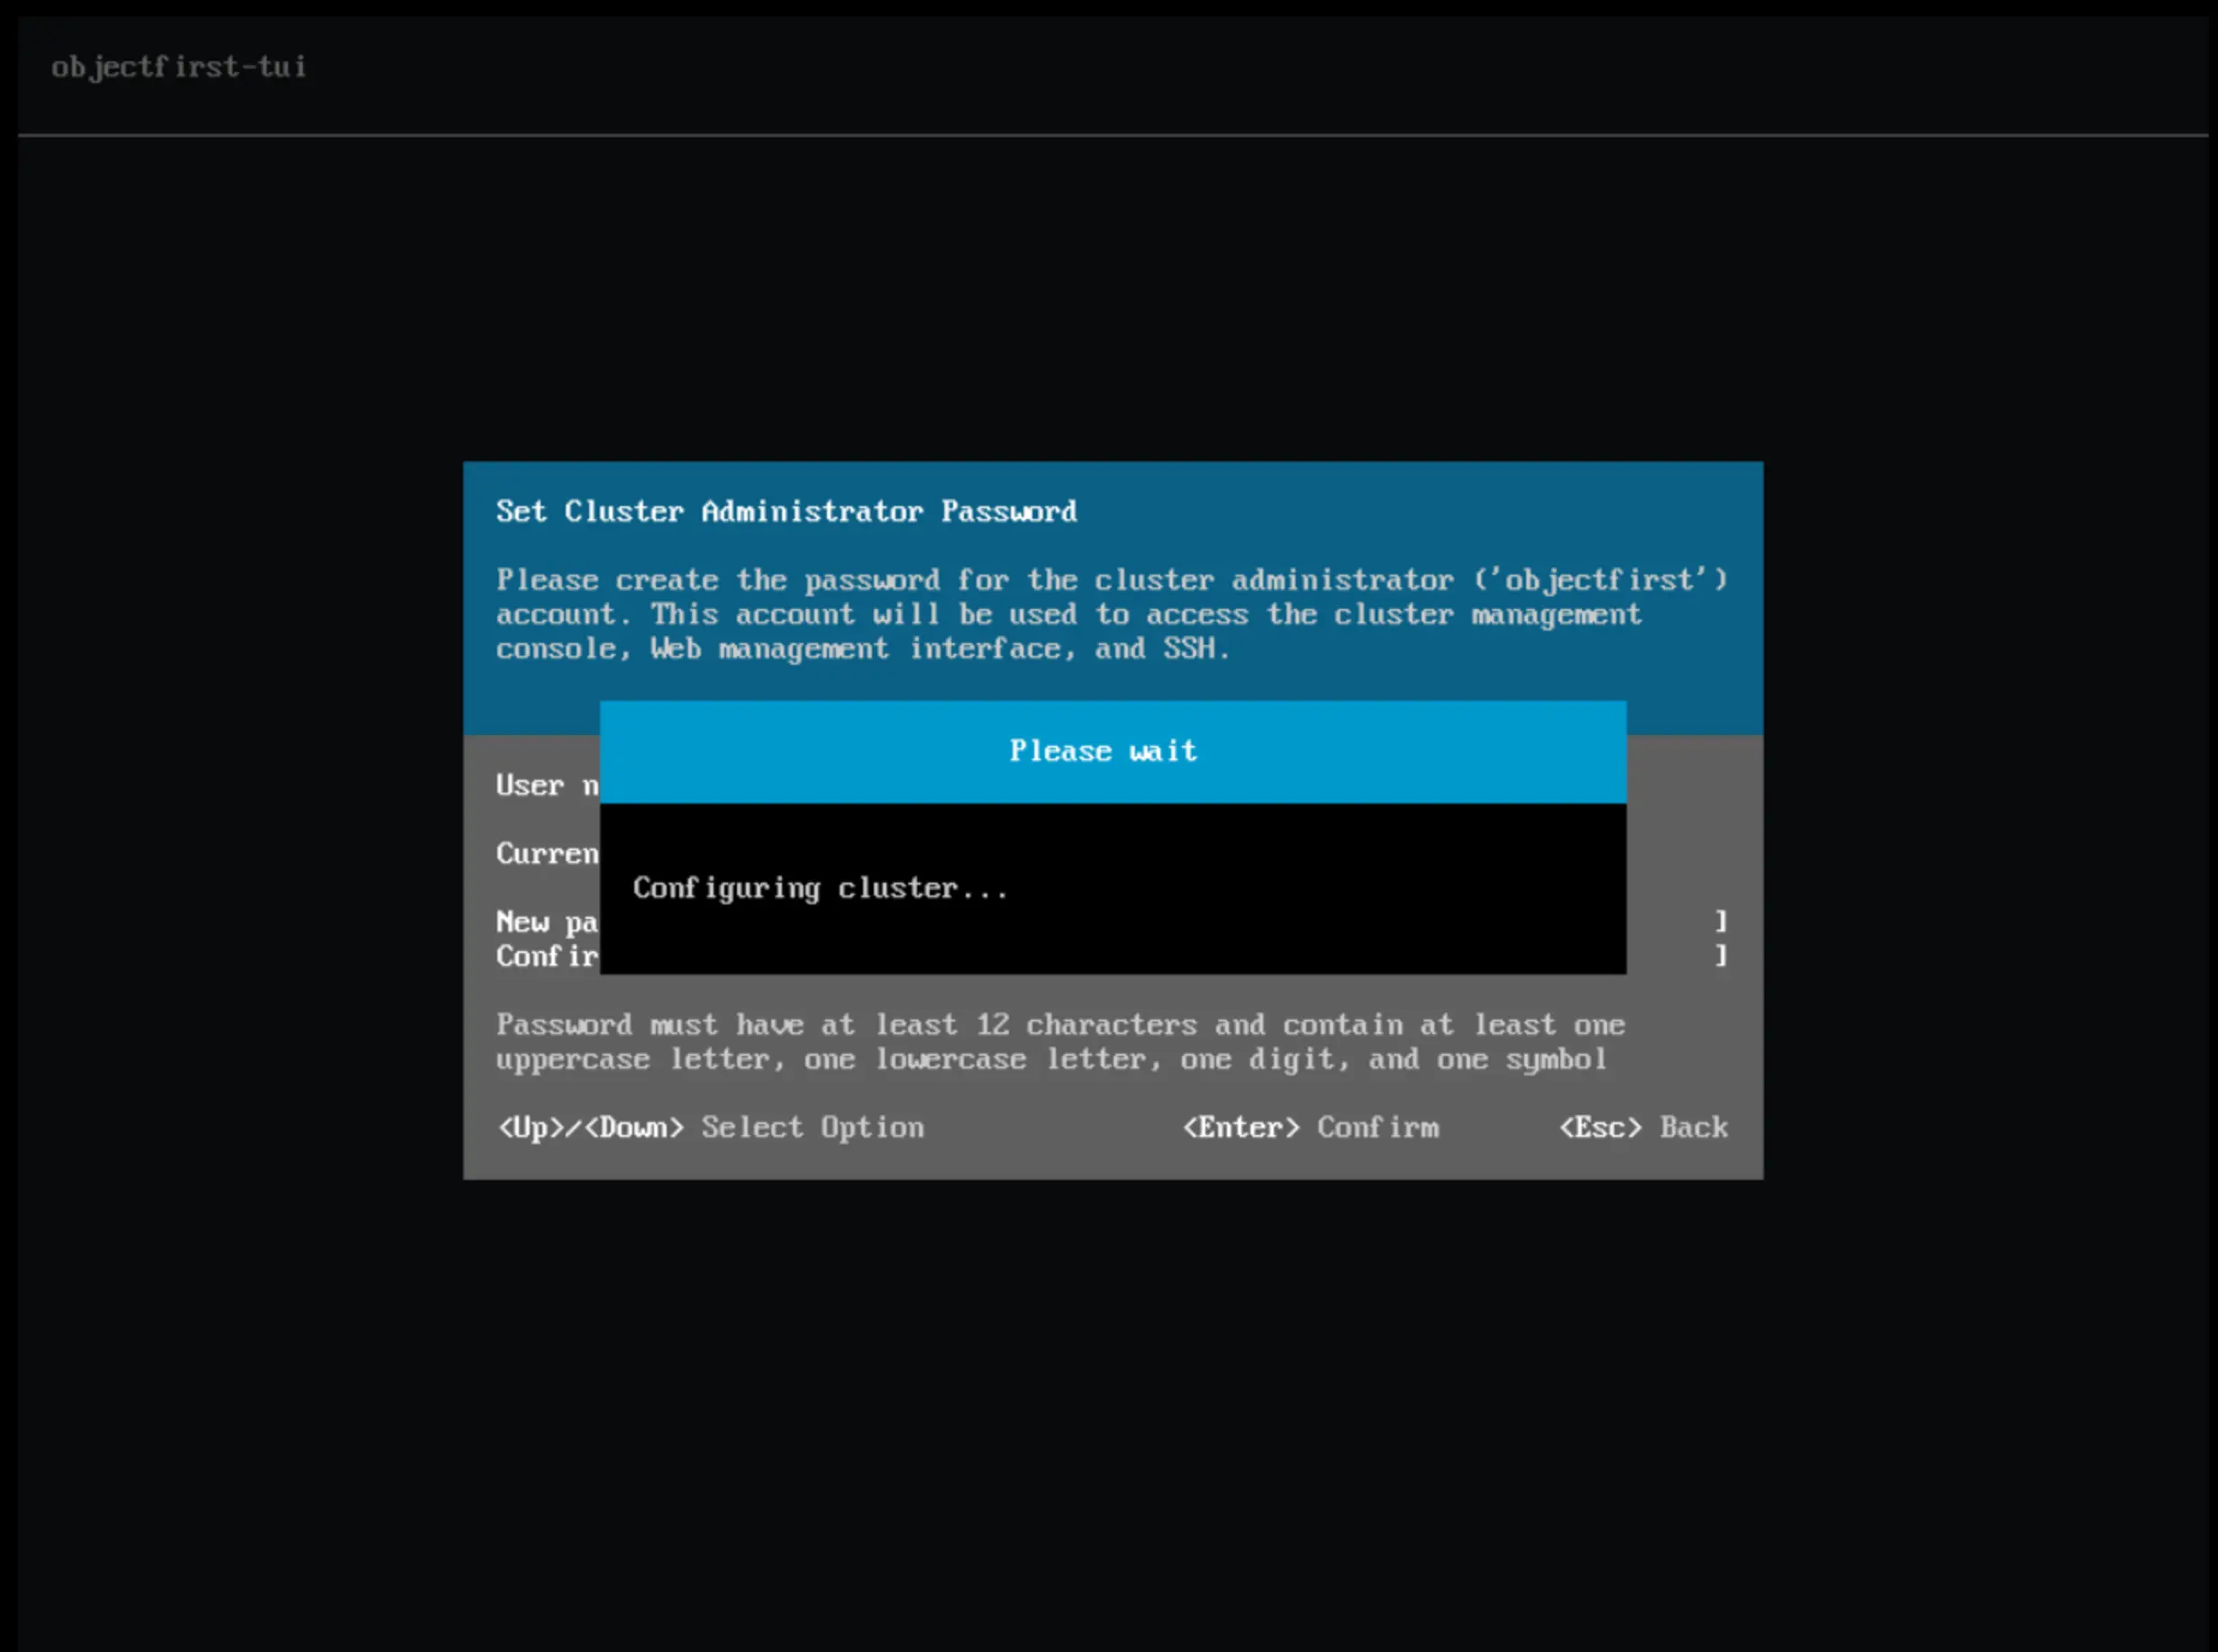 objectfirst-tui
Set Cluster Administrator Password
Please create the password for the cluster administrator ('objectfirst')
account. This account will be used to access the cluster management
console, Web management interface, and SSH.
Please wait
User n
Curren
Configuring cluster...
New pa ]
Confir ]
Password must have at least 12 characters and contain at least one
uppercase letter, one lowercase letter, one digit, and one symbol
<Up>/<Down> Select Option <Enter> Confirm <Esc> Back